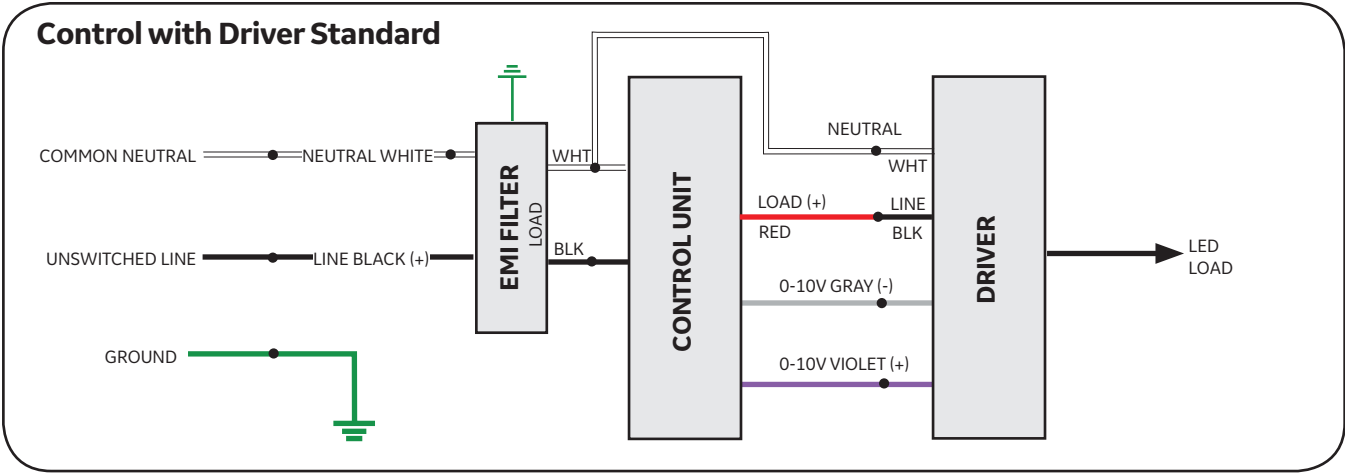 Control with Driver Standard
COMMON NEUTRAL
NEUTRAL WHITE
UNSWITCHED LINE
LINE BLACK (+)
GROUND
EMI FILTER
LOAD
WHT
BLK
CONTROL UNIT
NEUTRAL
WHT
LOAD (+)
RED
LINE
BLK
0-10V GRAY (-)
0-10V VIOLET (+)
DRIVER
LED
LOAD